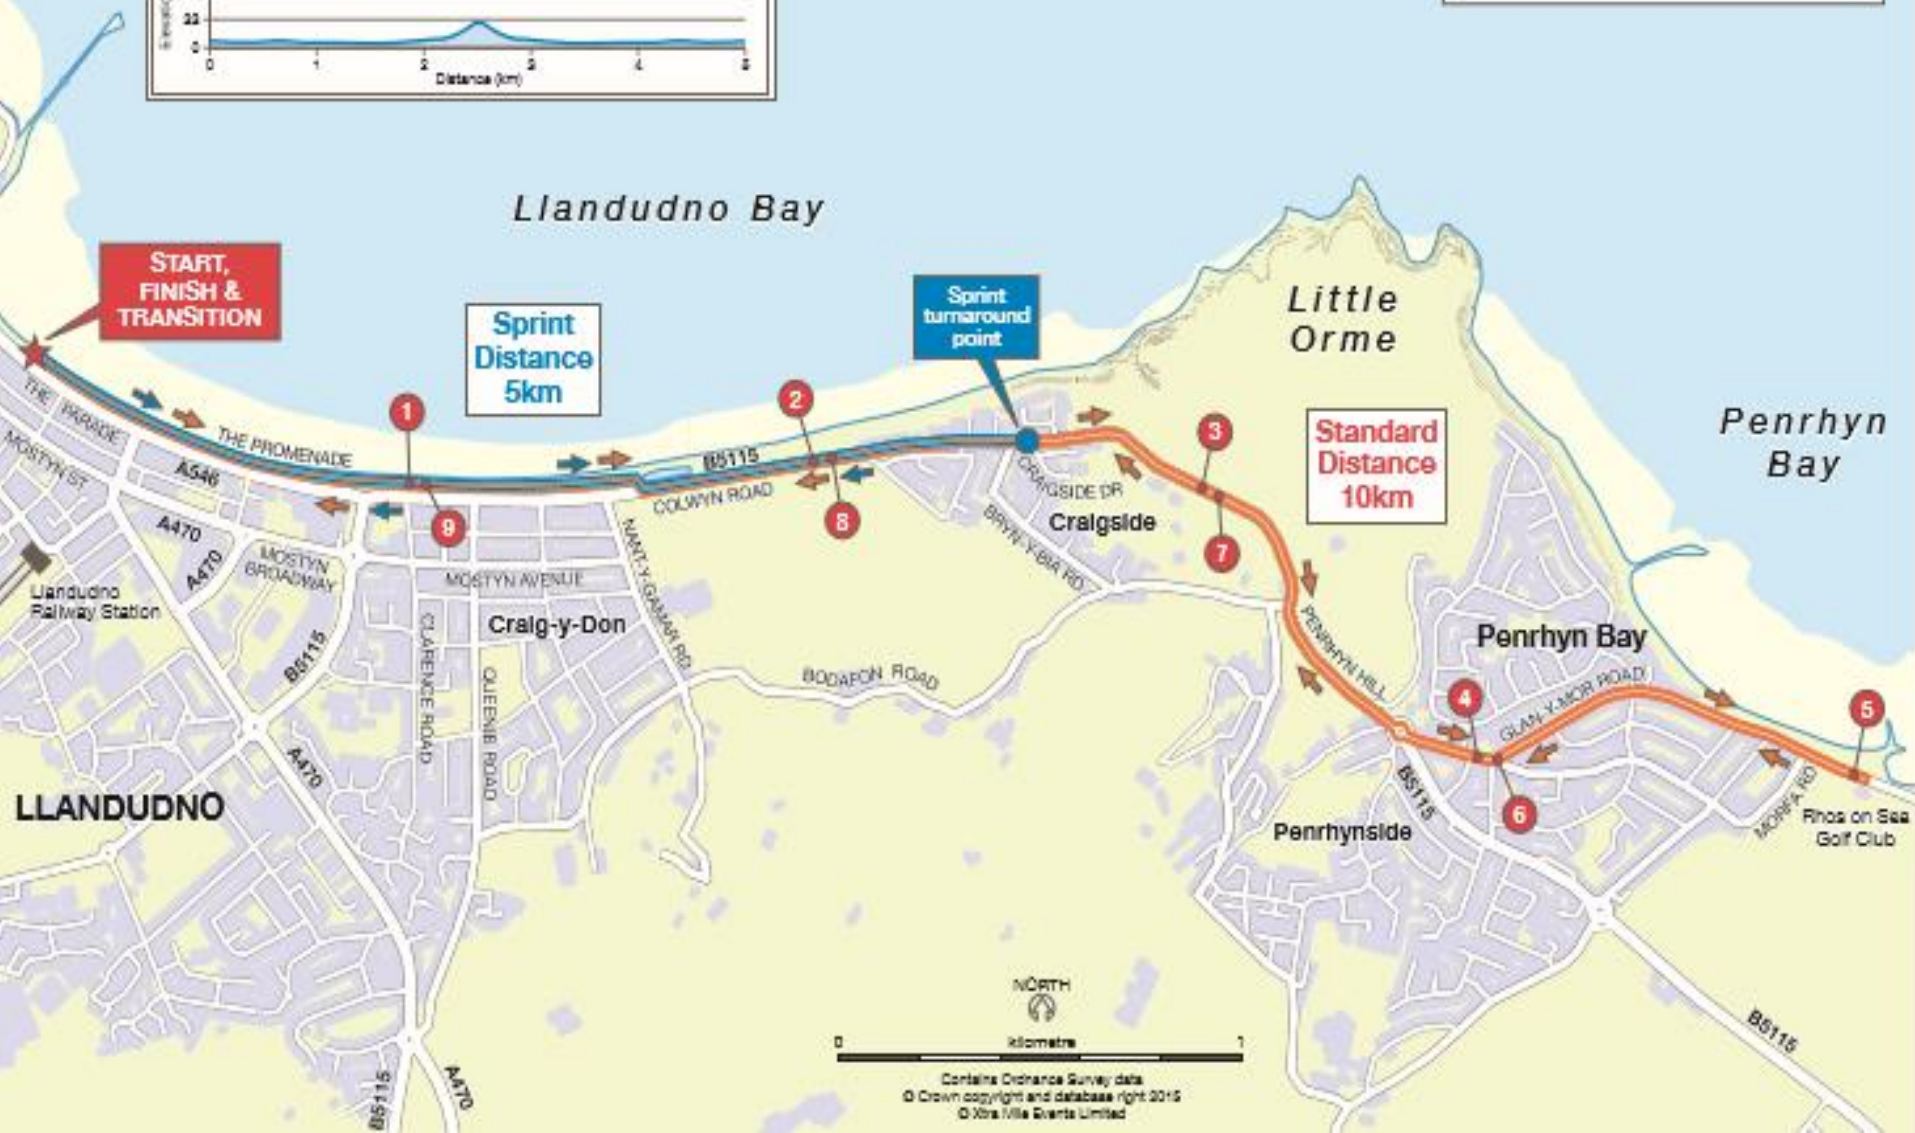 33
0
0
1
2
3
4
5
Distance (km)
Llandudno Bay
START,
FINISH &
TRANSITION
Sprint
Distance
5km
Sprint
turnaround
point
Little
Orme
Standard
Distance
10km
Penrhyn
Bay
1
2
3
4
5
6
7
8
9
THE PARADE
MOSTYN ST
THE PROMENADE
A546
B5115
COLWYN ROAD
CRAIGSIDE DR
Craigside
BRYN-Y-BIA RD
A470
A470
MOSTYN
BROADWAY
MOSTYN AVENUE
NANT-Y-GAMAR RD
Llandudno
Railway Station
Craig-y-Don
CLARENCE ROAD
QUEENS ROAD
B5115
BODAFON ROAD
PENRHYN HILL
Penrhyn Bay
GLAN-Y-MOR ROAD
A470
LLANDUDNO
B5115
Penrhynside
MORFA RD
Rhos on Sea
Golf Club
NORTH
0 kilometre 1
Contains Ordnance Survey data
© Crown copyright and database right 2015
© Xtra Mile Events Limited
B5115
B5115
A470